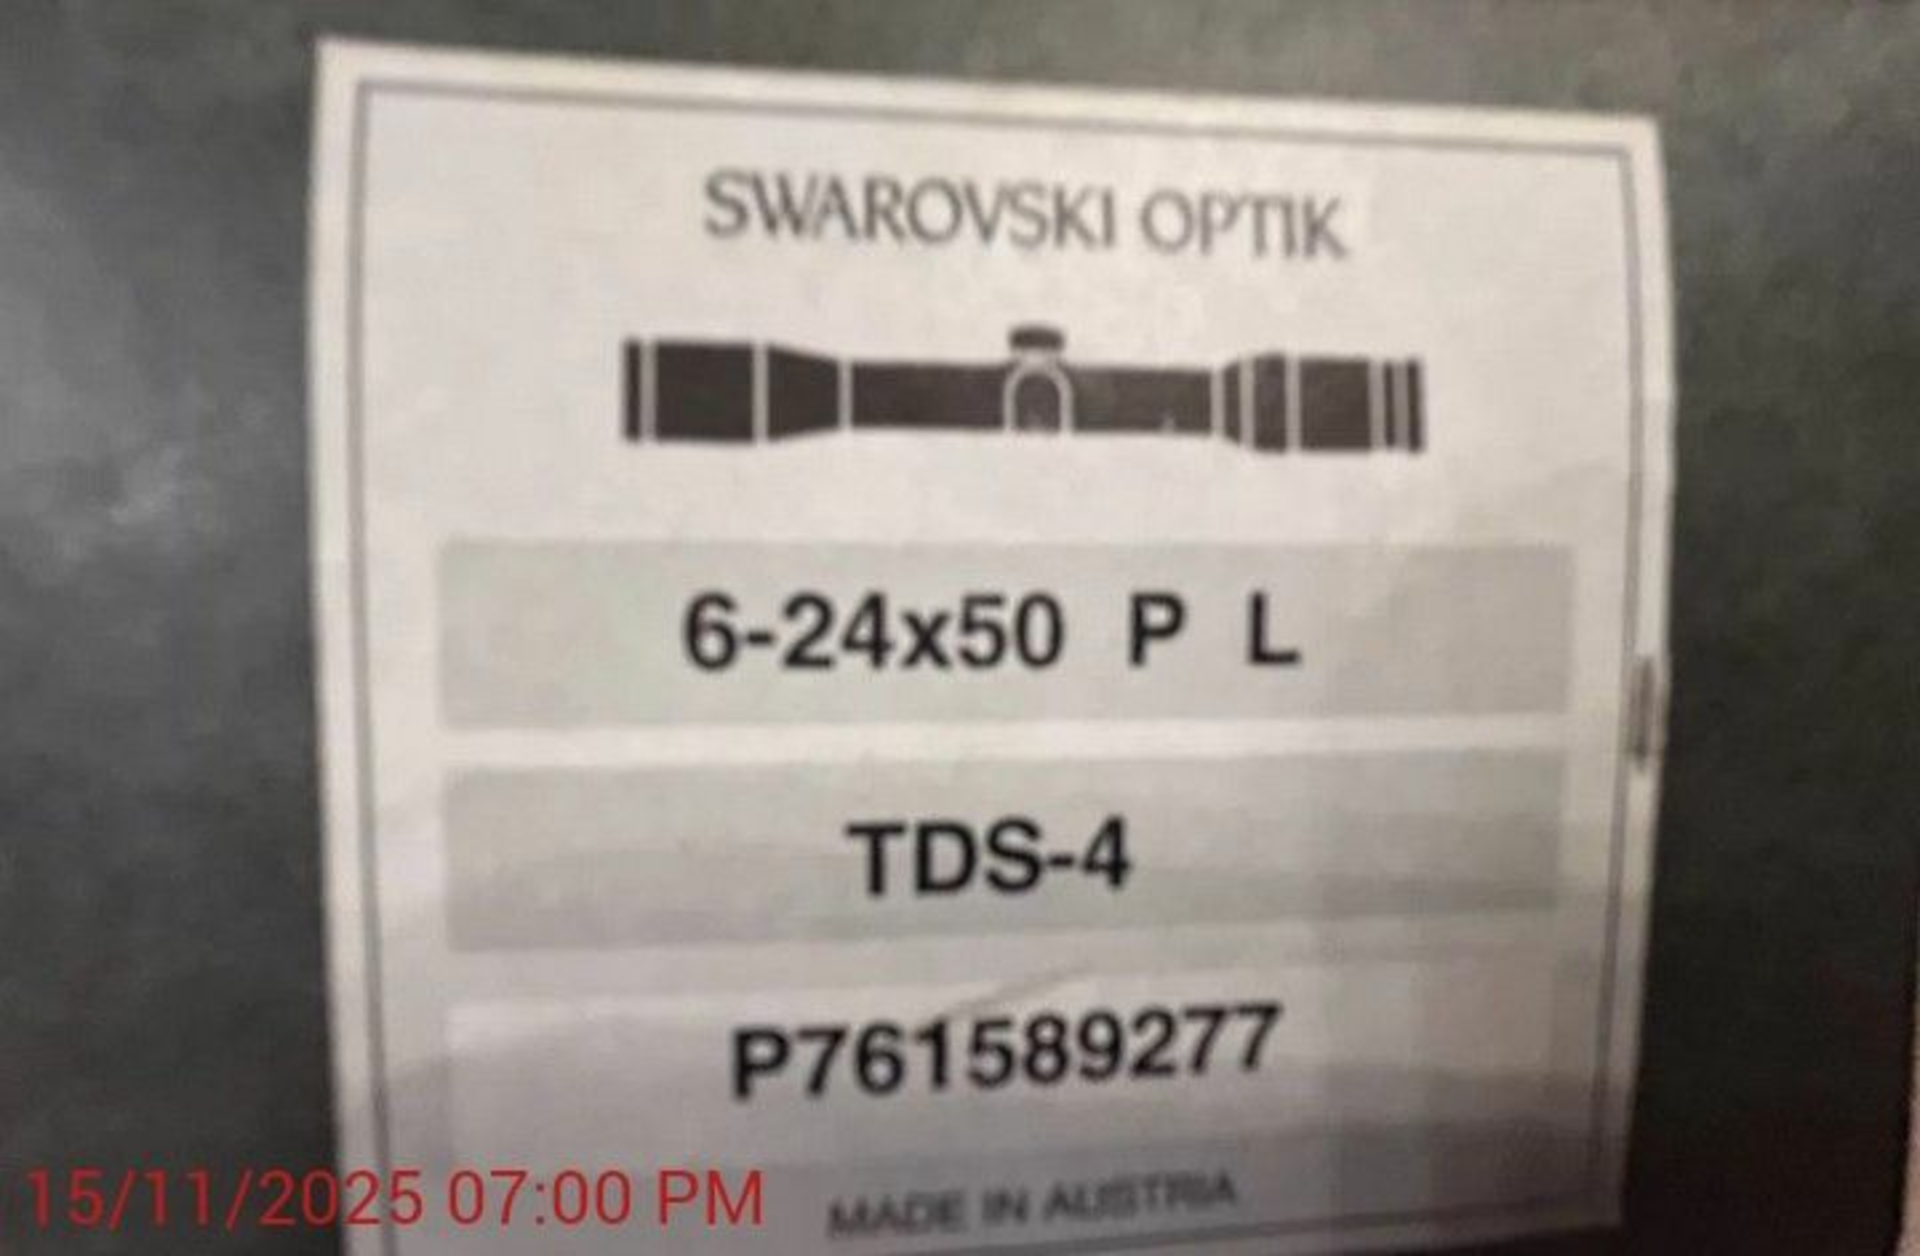 SWAROVSKI OPTIK
6-24x50 P L
TDS-4
P761589277
MADE IN AUSTRIA
15/11/2025 07:00 PM